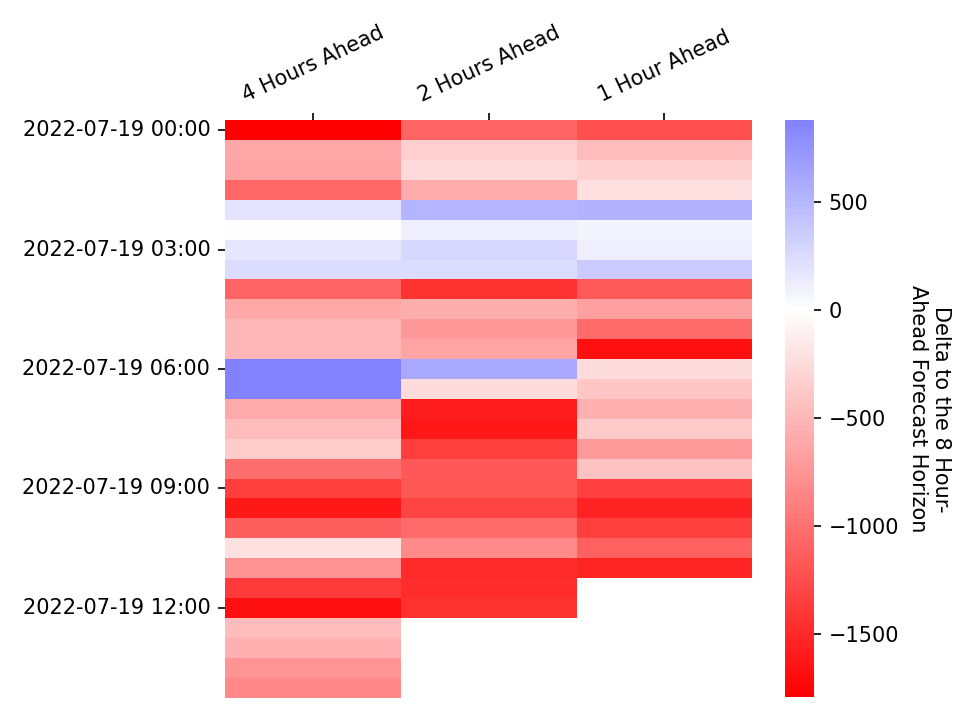 4 Hours Ahead
2 Hours Ahead
1 Hour Ahead
2022-07-19 00:00
2022-07-19 03:00
2022-07-19 06:00
2022-07-19 09:00
2022-07-19 12:00
500
0
−500
−1000
−1500
Delta to the 8 Hour-
Ahead Forecast Horizon